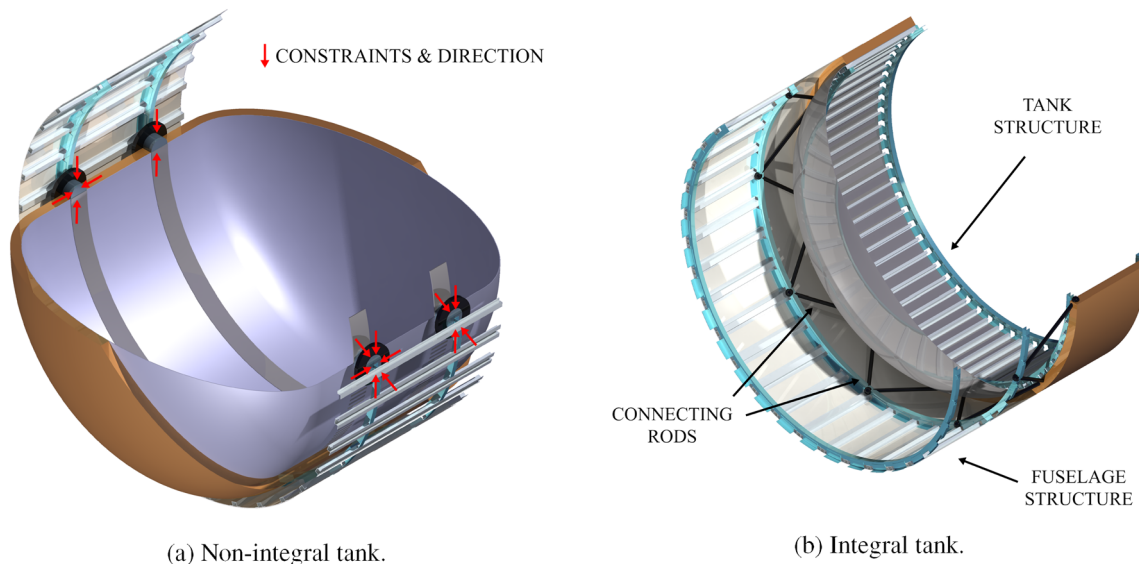 CONSTRAINTS & DIRECTION
(a) Non-integral tank.
TANK
STRUCTURE
CONNECTING
RODS
FUSELAGE
STRUCTURE
(b) Integral tank.